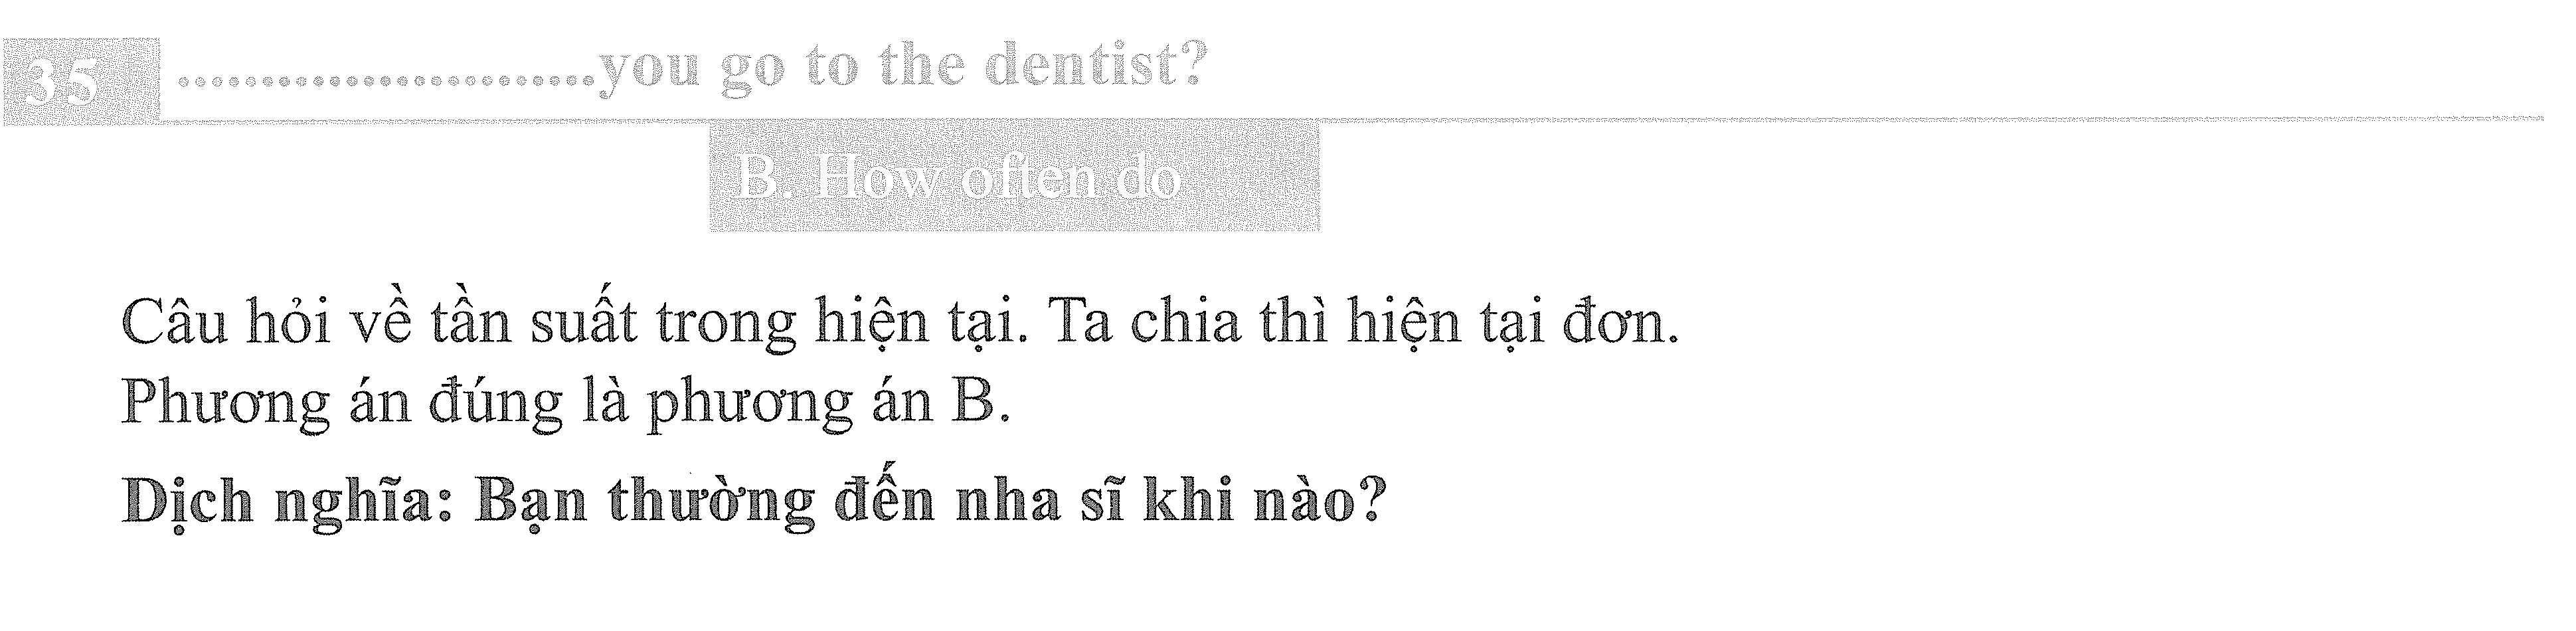 35 .........................you go to the dentist?
B. How often do
Câu hỏi về tần suất trong hiện tại. Ta chia thì hiện tại đơn.
Phương án đúng là phương án B.
Dịch nghĩa: Bạn thường đến nha sĩ khi nào?